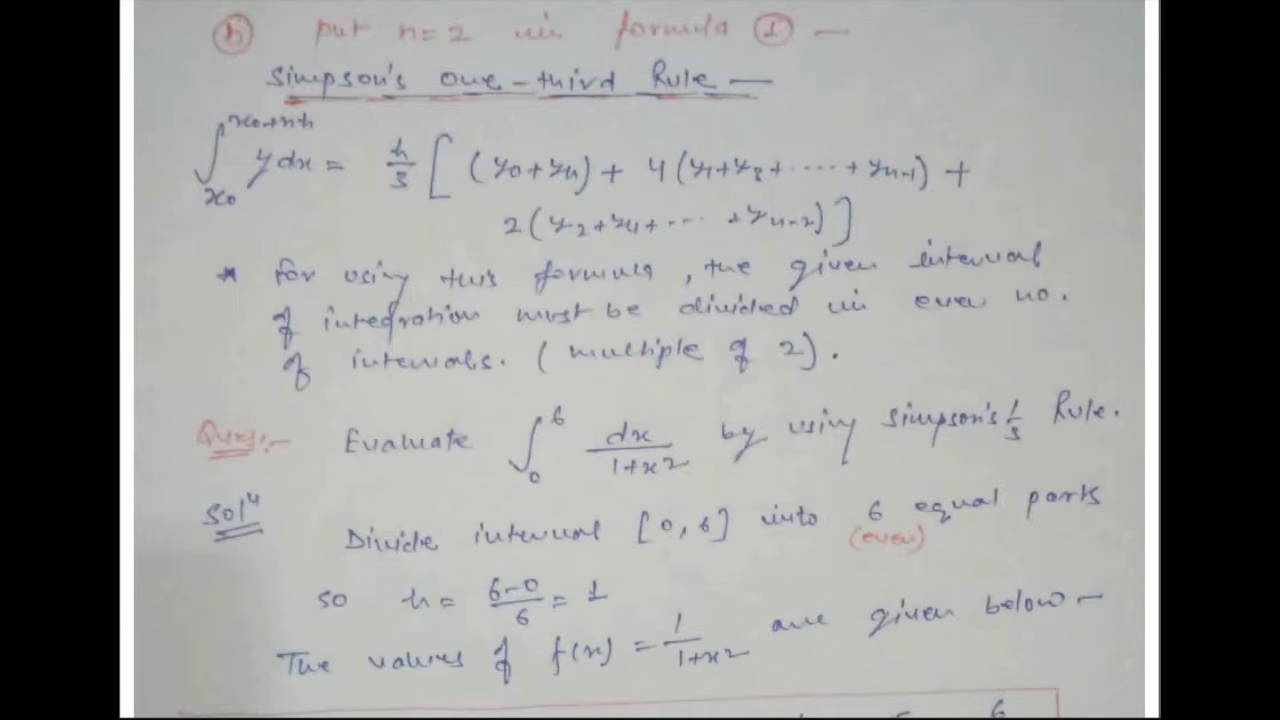 (b) put n=2 in formula (1) —
Simpson's one-third Rule —
∫_{x0}^{x0+nh} y dx = h/3 [ (y0+yn) + 4(y1+y3+.....+yn-1) +
2(y2+y4+.... +yn-2)]
* for using this formula, the given interval
of integration must be divided in even no.
of intervals. (multiple of 2).
Ques:- Evaluate ∫_0^6 dx/(1+x²) by using Simpson's 1/3 Rule.
Solⁿ Divide interval [0,6] into 6 equal parts
(even)
so h = (6-0)/6 = 1
The values of f(x) = 1/(1+x²) are given below —
6